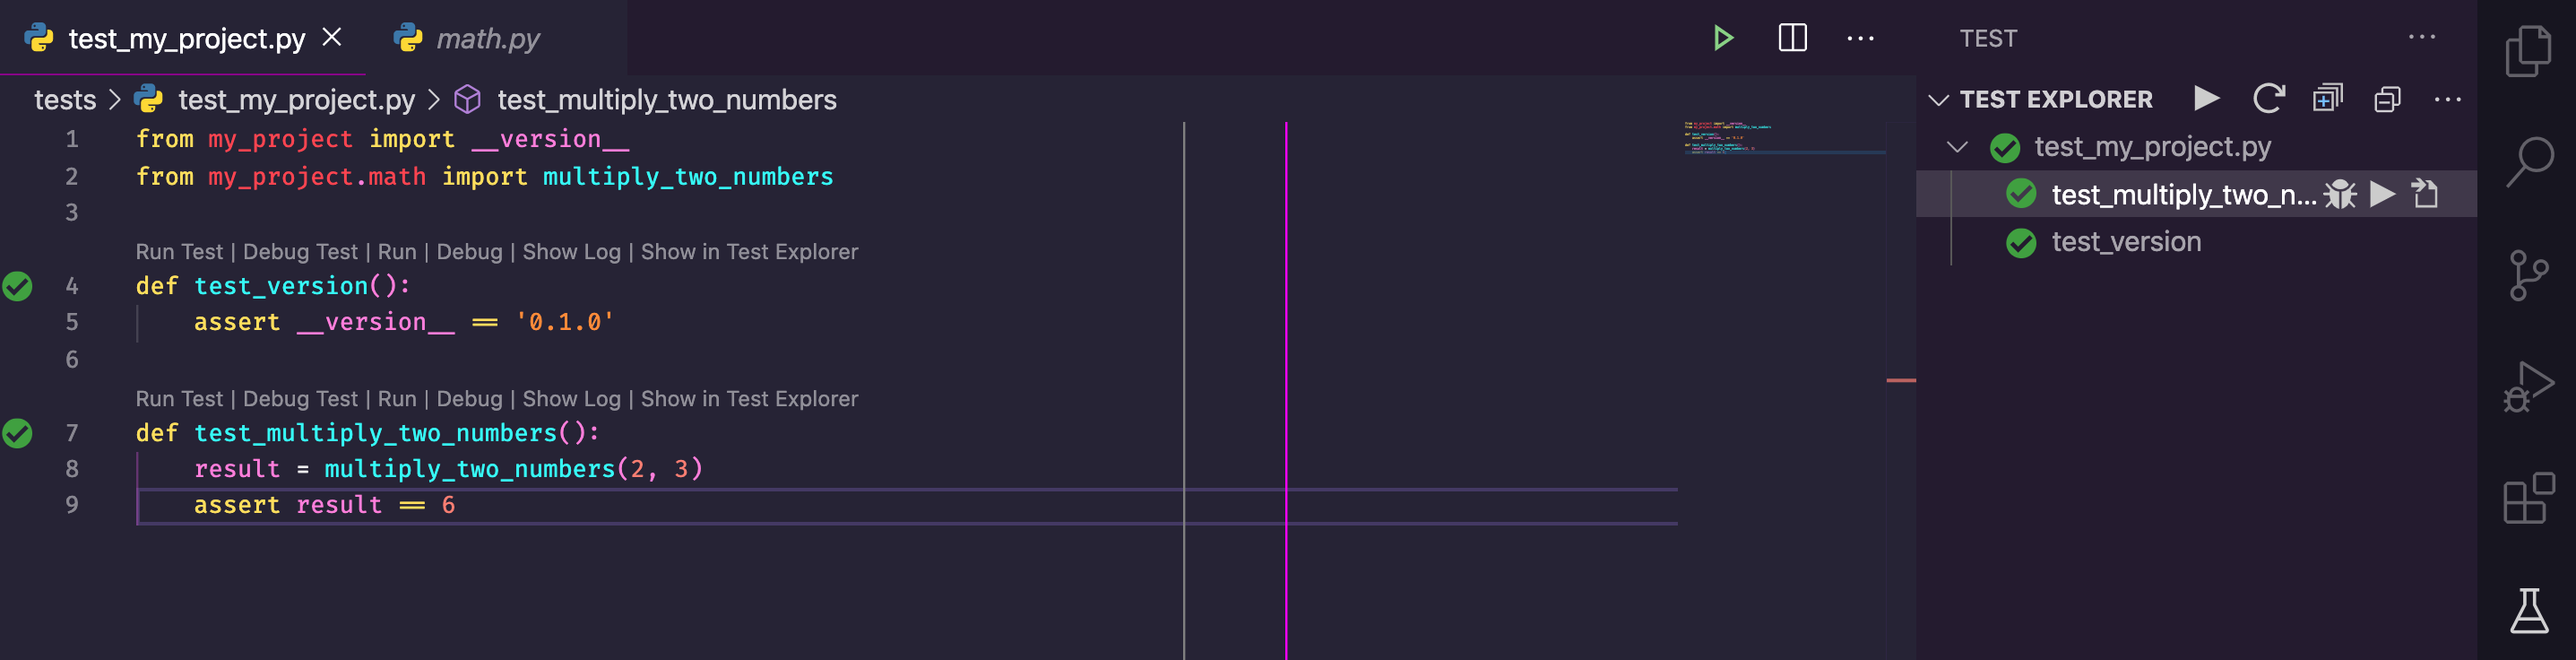 test_my_project.py
math.py
TEST
tests > test_my_project.py > test_multiply_two_numbers
TEST EXPLORER
1 from my_project import __version__
2 from my_project.math import multiply_two_numbers
3
Run Test | Debug Test | Run | Debug | Show Log | Show in Test Explorer
4 def test_version():
5     assert __version__ == '0.1.0'
6
Run Test | Debug Test | Run | Debug | Show Log | Show in Test Explorer
7 def test_multiply_two_numbers():
8     result = multiply_two_numbers(2, 3)
9     assert result == 6
test_my_project.py
test_multiply_two_n...
test_version